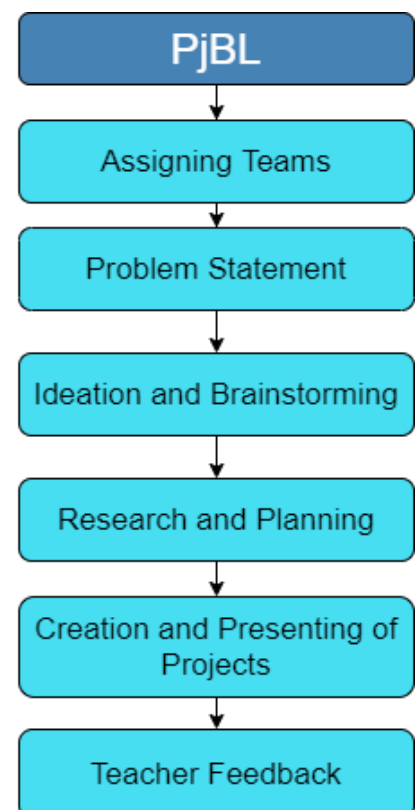 PjBL
Assigning Teams
Problem Statement
Ideation and Brainstorming
Research and Planning
Creation and Presenting of
Projects
Teacher Feedback